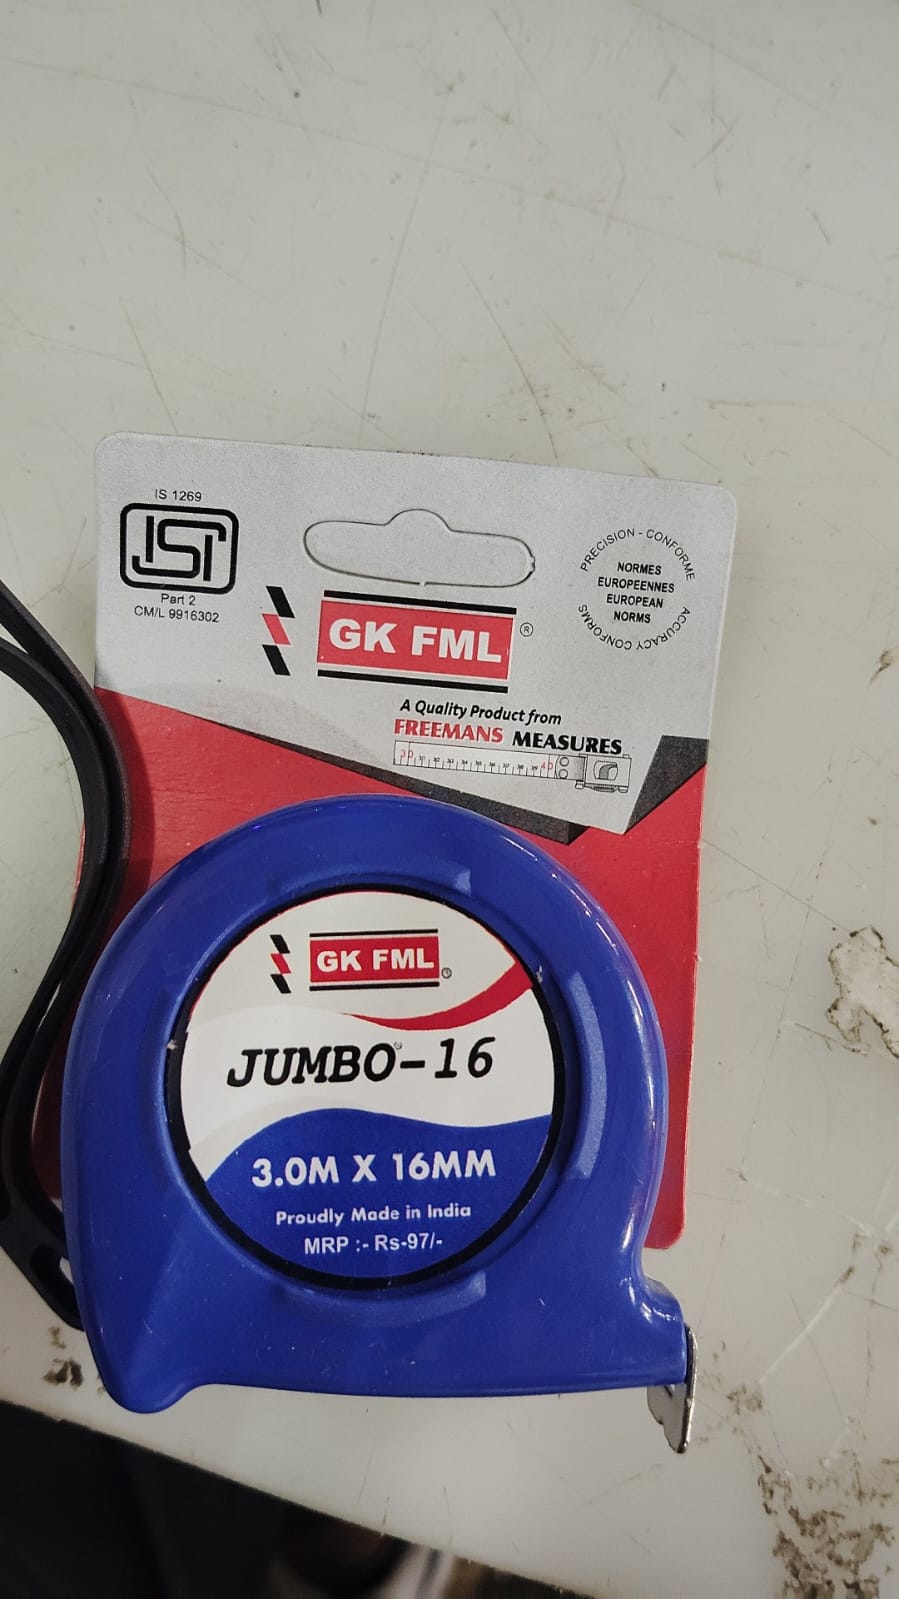 IS 1269
ISI
Part 2
CM/L 9916302
PRECISION - CONFORME
NORMES
EUROPEENNES
EUROPEAN
NORMS
ACCURACY CONFORMS
GK FML ®
A Quality Product from
FREEMANS MEASURES
GK FML
JUMBO®-16
3.0M X 16MM
Proudly Made in India
MRP :- Rs-97/-